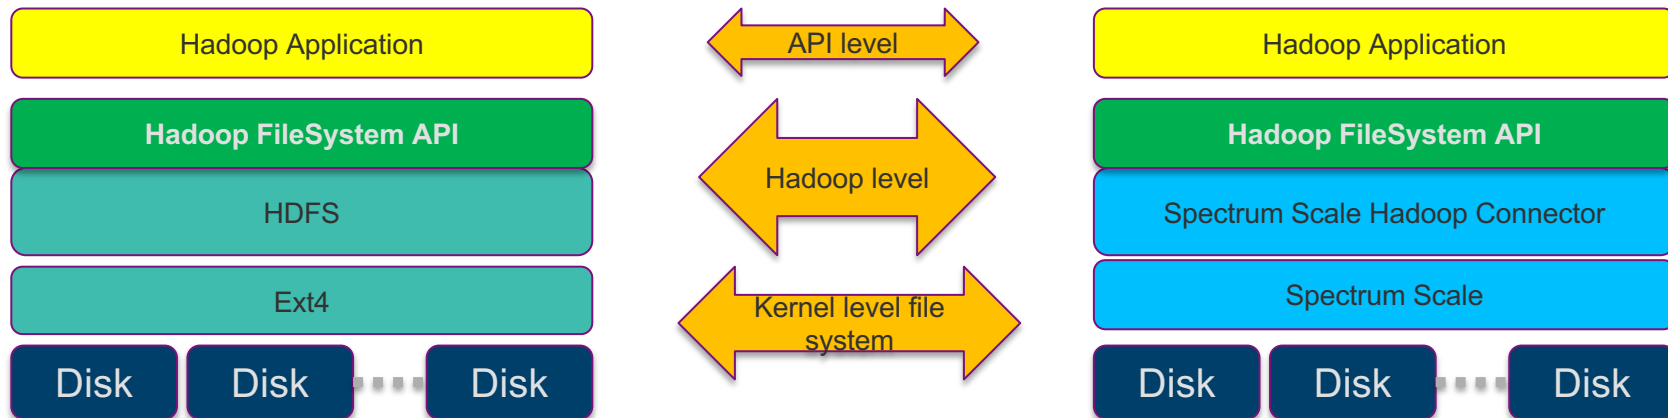 Hadoop Application
API level
Hadoop Application
Hadoop FileSystem API
Hadoop FileSystem API
HDFS
Hadoop level
Spectrum Scale Hadoop Connector
Ext4
Kernel level file
system
Spectrum Scale
Disk
Disk
Disk
Disk
Disk
Disk